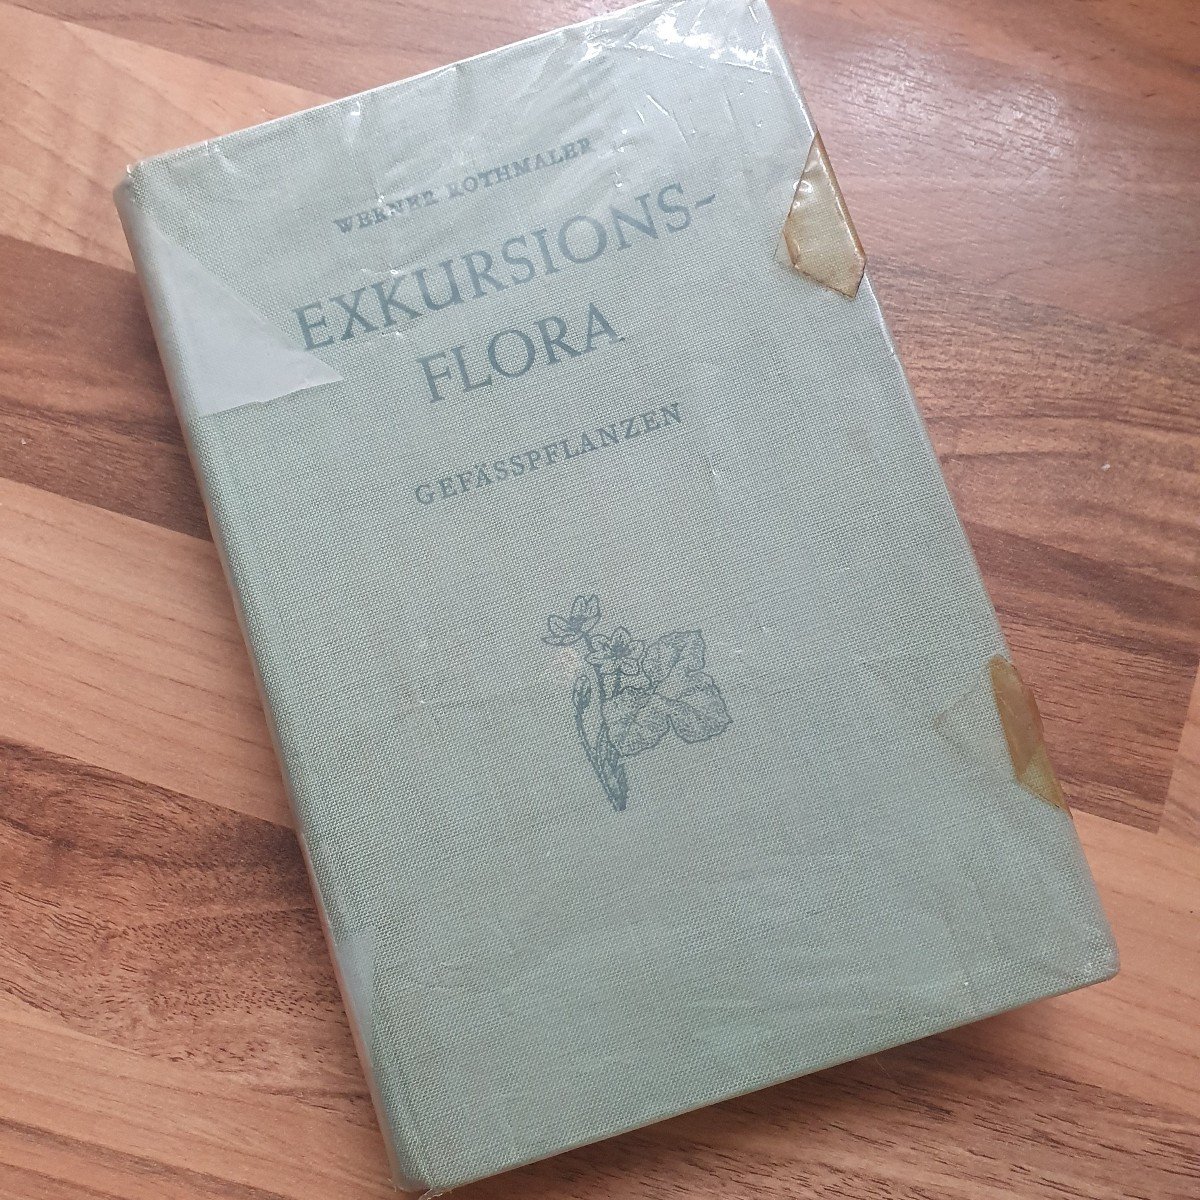 WERNER ROTHMALER
EXKURSIONS-
FLORA
GEFÄSSPFLANZEN